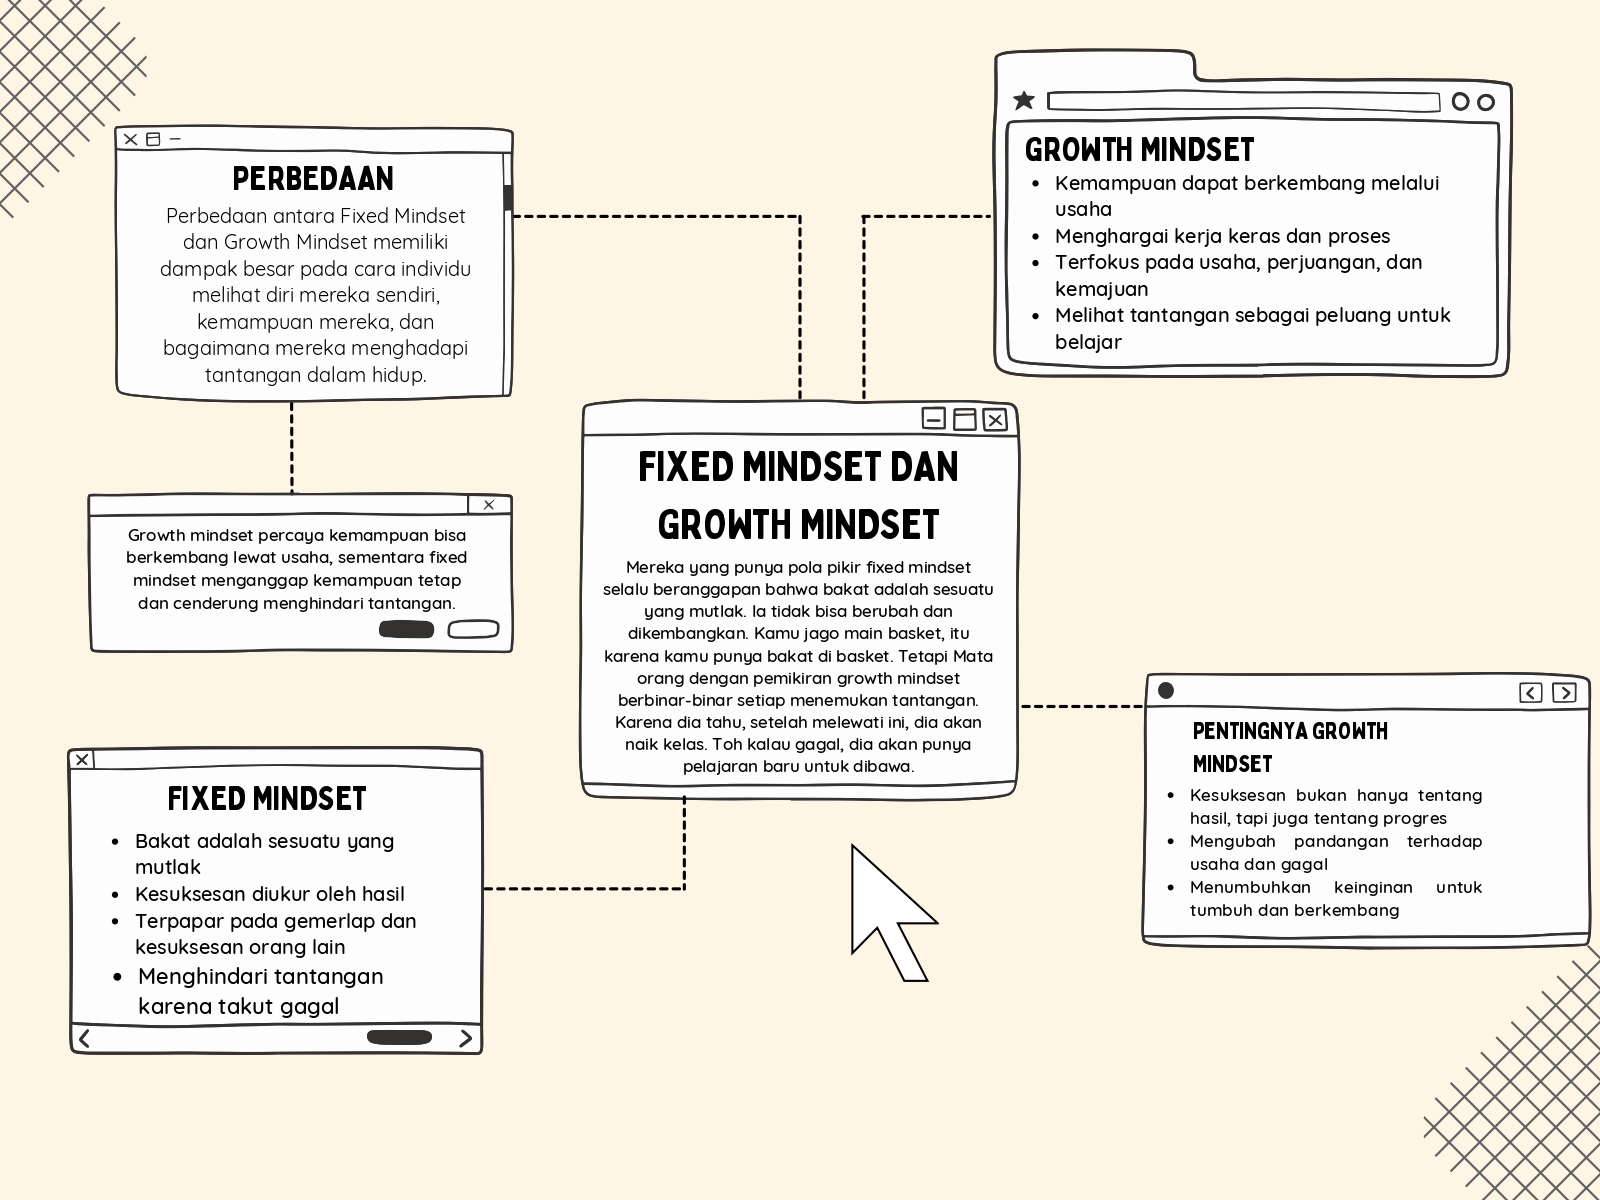 PERBEDAAN
Perbedaan antara Fixed Mindset
dan Growth Mindset memiliki
dampak besar pada cara individu
melihat diri mereka sendiri,
kemampuan mereka, dan
bagaimana mereka menghadapi
tantangan dalam hidup.
Growth mindset percaya kemampuan bisa
berkembang lewat usaha, sementara fixed
mindset menganggap kemampuan tetap
dan cenderung menghindari tantangan.
FIXED MINDSET
• Bakat adalah sesuatu yang
mutlak
• Kesuksesan diukur oleh hasil
• Terpapar pada gemerlap dan
kesuksesan orang lain
• Menghindari tantangan
karena takut gagal
FIXED MINDSET DAN
GROWTH MINDSET
Mereka yang punya pola pikir fixed mindset
selalu beranggapan bahwa bakat adalah sesuatu
yang mutlak. Ia tidak bisa berubah dan
dikembangkan. Kamu jago main basket, itu
karena kamu punya bakat di basket. Tetapi Mata
orang dengan pemikiran growth mindset
berbinar-binar setiap menemukan tantangan.
Karena dia tahu, setelah melewati ini, dia akan
naik kelas. Toh kalau gagal, dia akan punya
pelajaran baru untuk dibawa.
GROWTH MINDSET
• Kemampuan dapat berkembang melalui
usaha
• Menghargai kerja keras dan proses
• Terfokus pada usaha, perjuangan, dan
kemajuan
• Melihat tantangan sebagai peluang untuk
belajar
PENTINGNYA GROWTH
MINDSET
• Kesuksesan bukan hanya tentang
hasil, tapi juga tentang progres
• Mengubah pandangan terhadap
usaha dan gagal
• Menumbuhkan keinginan untuk
tumbuh dan berkembang